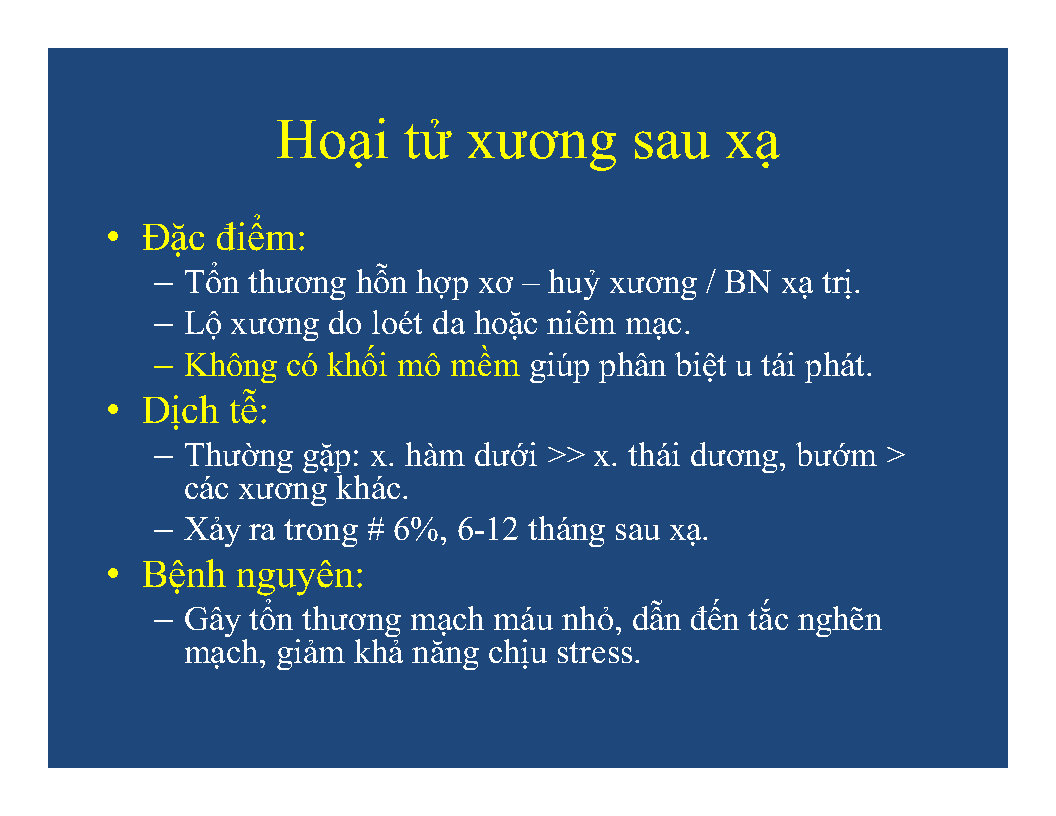 Hoại tử xương sau xạ
• Đặc điểm:
– Tổn thương hỗn hợp xơ – huỷ xương / BN xạ trị.
– Lộ xương do loét da hoặc niêm mạc.
– Không có khối mô mềm giúp phân biệt u tái phát.
• Dịch tễ:
– Thường gặp: x. hàm dưới >> x. thái dương, bướm >
các xương khác.
– Xảy ra trong # 6%, 6-12 tháng sau xạ.
• Bệnh nguyên:
– Gây tổn thương mạch máu nhỏ, dẫn đến tắc nghẽn
mạch, giảm khả năng chịu stress.